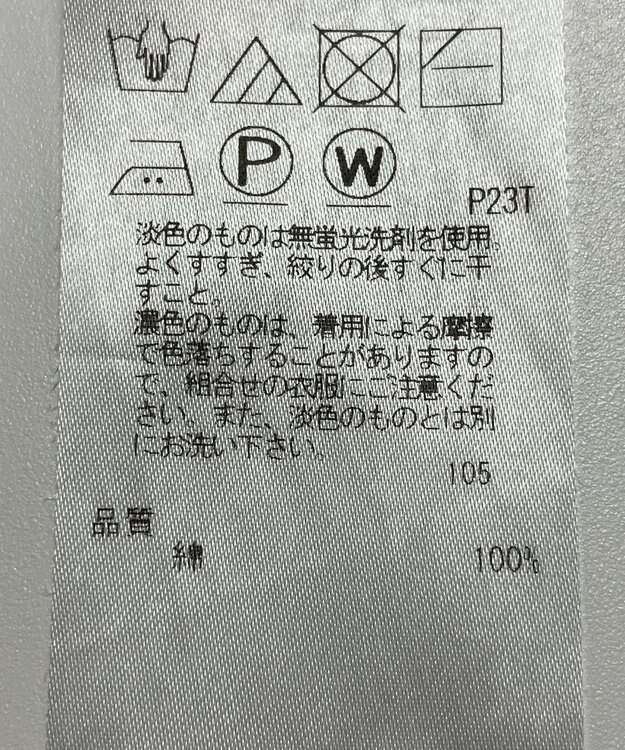 P
W
P23T
淡色のものは無蛍光洗剤を使用。
よくすすぎ、絞りの後すぐに干
すこと。
濃色のものは、着用による摩擦
で色落ちすることがありますの
で、組合せの衣服にご注意くだ
さい。また、淡色のものとは別
にお洗い下さい。
105
品質
綿 100%